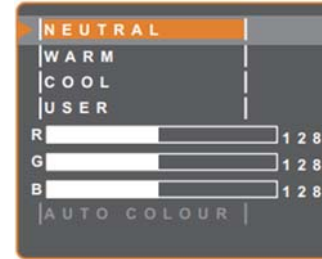 NEUTRAL
WARM
COOL
USER
R 128
G 128
B 128
AUTO COLOUR